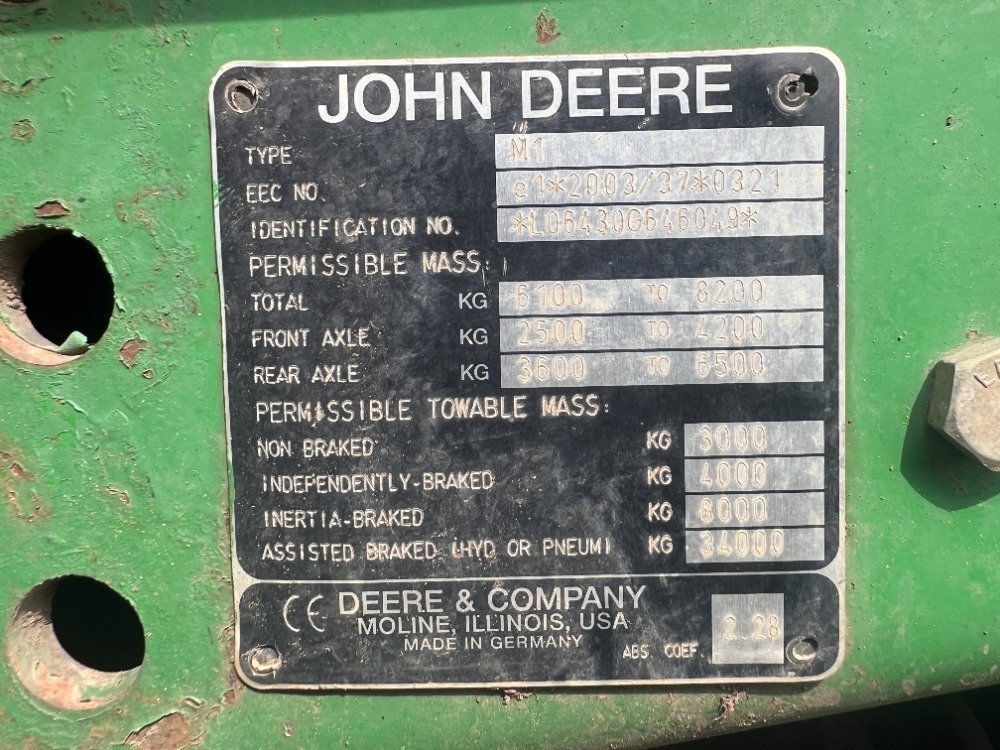 JOHN DEERE
TYPE M1
EEC NO. e1*2003/37*0321
IDENTIFICATION NO. *L06430G646049*
PERMISSIBLE MASS:
TOTAL KG 6100 TO 8200
FRONT AXLE KG 2500 TO 4200
REAR AXLE KG 3600 TO 6500
PERMISSIBLE TOWABLE MASS:
NON BRAKED KG 3000
INDEPENDENTLY-BRAKED KG 4000
INERTIA-BRAKED KG 8000
ASSISTED BRAKED (HYD OR PNEUM) KG 34000
CE DEERE & COMPANY
MOLINE, ILLINOIS, USA
MADE IN GERMANY
ABS. COEF. 2.28